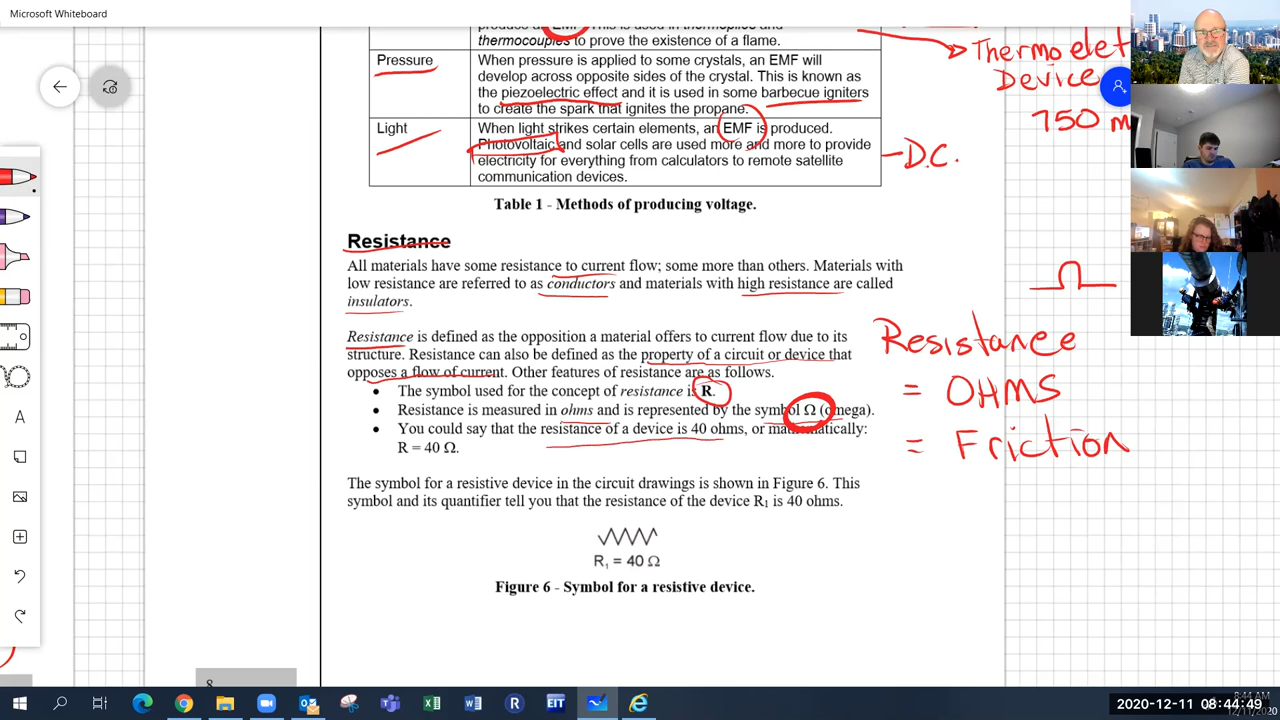 Microsoft Whiteboard
thermocouples to prove the existence of a flame.
Pressure
When pressure is applied to some crystals, an EMF will
develop across opposite sides of the crystal. This is known as
the piezoelectric effect and it is used in some barbecue igniters
to create the spark that ignites the propane.
Light
When light strikes certain elements, an EMF is produced.
Photovoltaic and solar cells are used more and more to provide
electricity for everything from calculators to remote satellite
communication devices.
Thermoelet
Device
750 m
D.C.
Table 1 - Methods of producing voltage.
Resistance
All materials have some resistance to current flow; some more than others. Materials with
low resistance are referred to as conductors and materials with high resistance are called
insulators.
Resistance is defined as the opposition a material offers to current flow due to its
structure. Resistance can also be defined as the property of a circuit or device that
opposes a flow of current. Other features of resistance are as follows.
• The symbol used for the concept of resistance is R.
• Resistance is measured in ohms and is represented by the symbol Ω (omega).
• You could say that the resistance of a device is 40 ohms, or mathematically:
R = 40 Ω.
Ω
Resistance
= OHMS
= Friction
The symbol for a resistive device in the circuit drawings is shown in Figure 6. This
symbol and its quantifier tell you that the resistance of the device R₁ is 40 ohms.
R₁ = 40 Ω
Figure 6 - Symbol for a resistive device.
8
A
R
EIT
2020-12-11 08:44:49